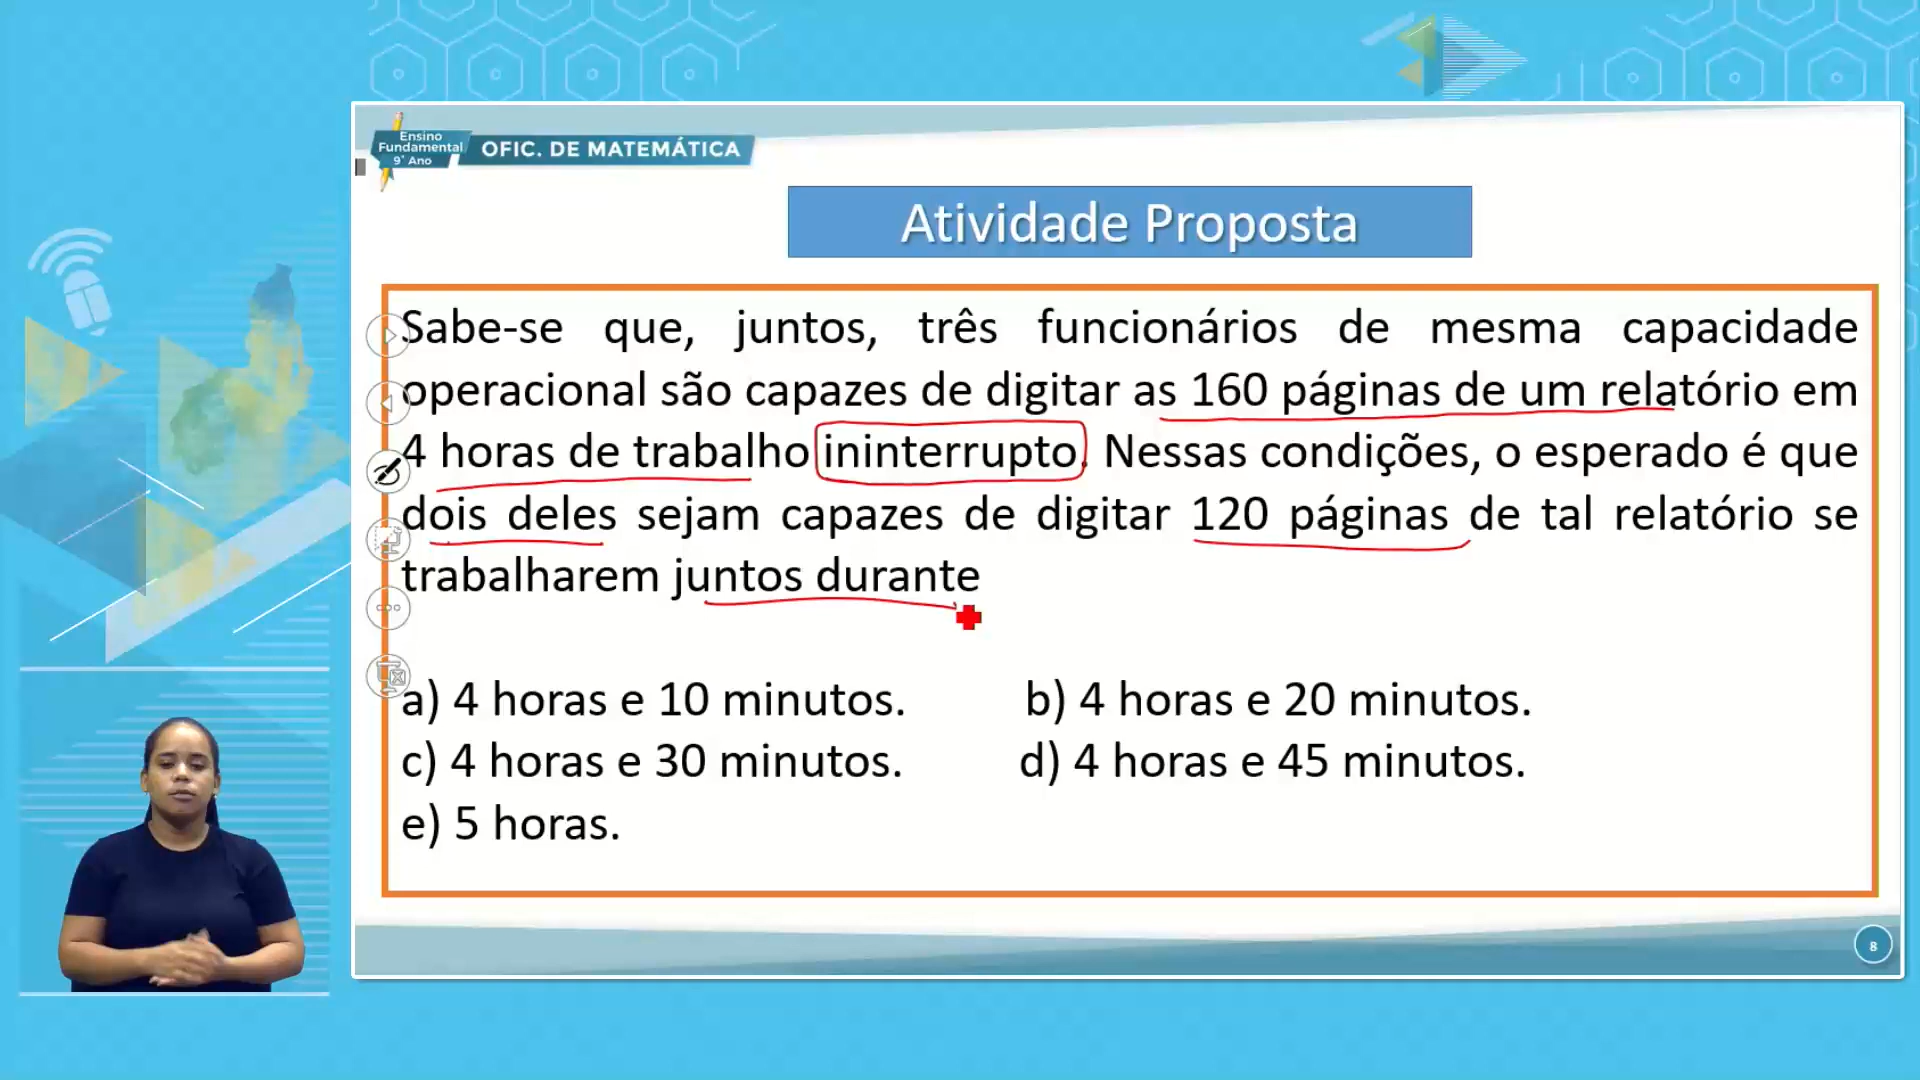 Ensino
Fundamental
9° Ano
OFIC. DE MATEMÁTICA
Atividade Proposta
Sabe-se que, juntos, três funcionários de mesma capacidade
operacional são capazes de digitar as 160 páginas de um relatório em
4 horas de trabalho ininterrupto. Nessas condições, o esperado é que
dois deles sejam capazes de digitar 120 páginas de tal relatório se
trabalharem juntos durante
a) 4 horas e 10 minutos. b) 4 horas e 20 minutos.
c) 4 horas e 30 minutos. d) 4 horas e 45 minutos.
e) 5 horas.
8